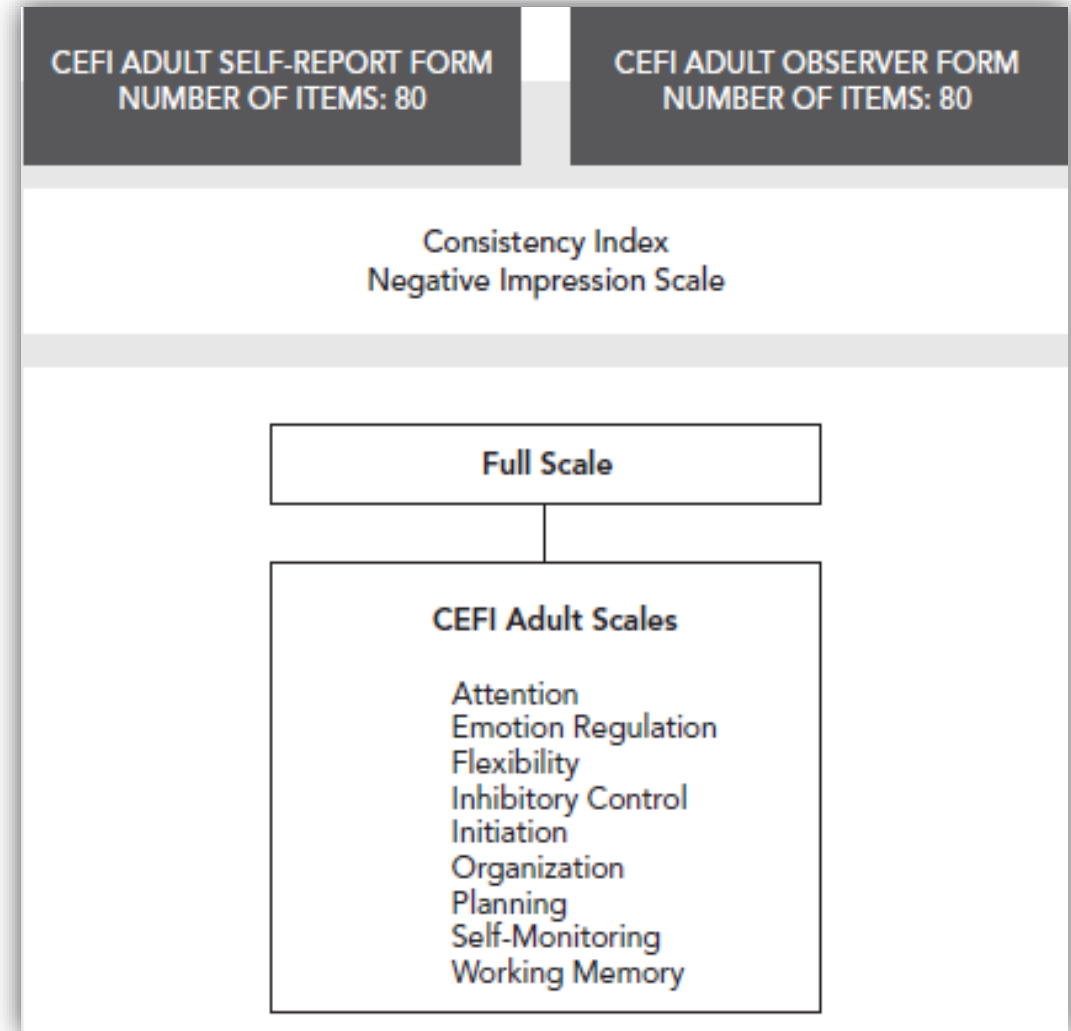 CEFI ADULT SELF-REPORT FORM
NUMBER OF ITEMS: 80
CEFI ADULT OBSERVER FORM
NUMBER OF ITEMS: 80
Consistency Index
Negative Impression Scale
Full Scale
CEFI Adult Scales
Attention
Emotion Regulation
Flexibility
Inhibitory Control
Initiation
Organization
Planning
Self-Monitoring
Working Memory